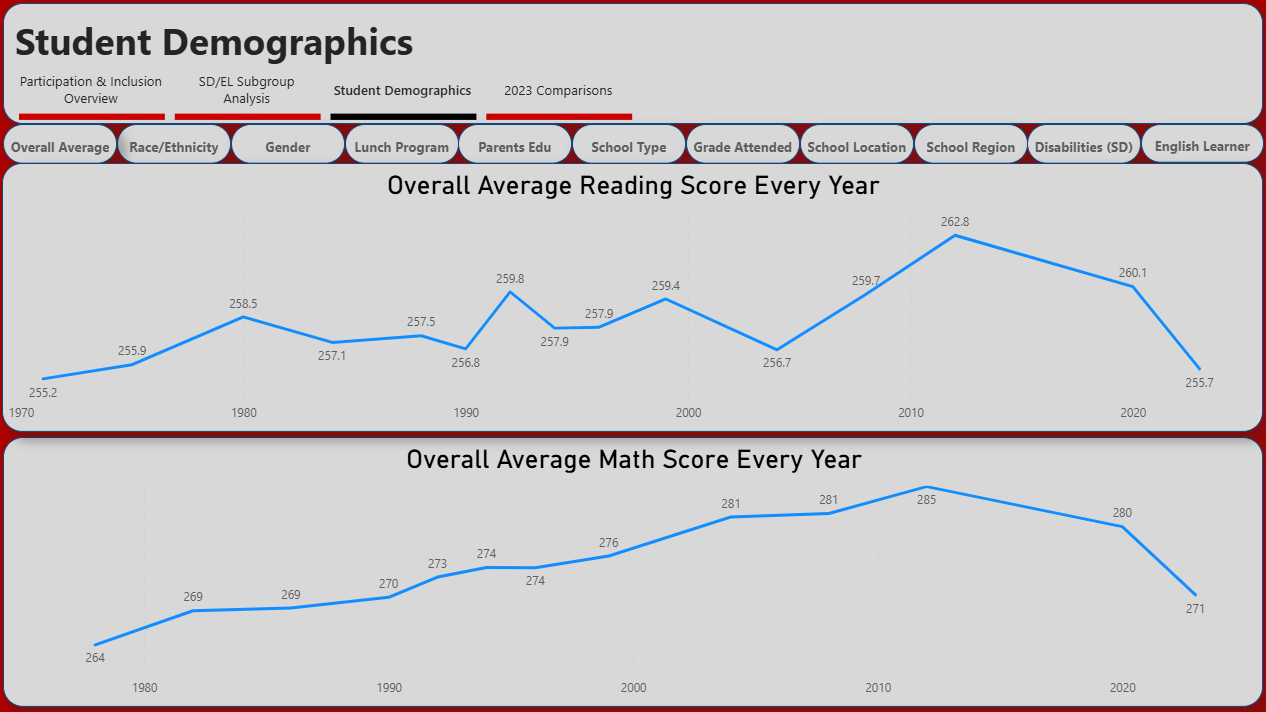 Student Demographics
Participation & Inclusion
Overview
SD/EL Subgroup
Analysis
Student Demographics
2023 Comparisons
Overall Average
Race/Ethnicity
Gender
Lunch Program
Parents Edu
School Type
Grade Attended
School Location
School Region
Disabilities (SD)
English Learner
Overall Average Reading Score Every Year
255.2
255.9
258.5
257.1
257.5
256.8
259.8
257.9
257.9
259.4
256.7
259.7
262.8
260.1
255.7
1970
1980
1990
2000
2010
2020
Overall Average Math Score Every Year
264
269
269
270
273
274
274
276
281
281
285
280
271
1980
1990
2000
2010
2020